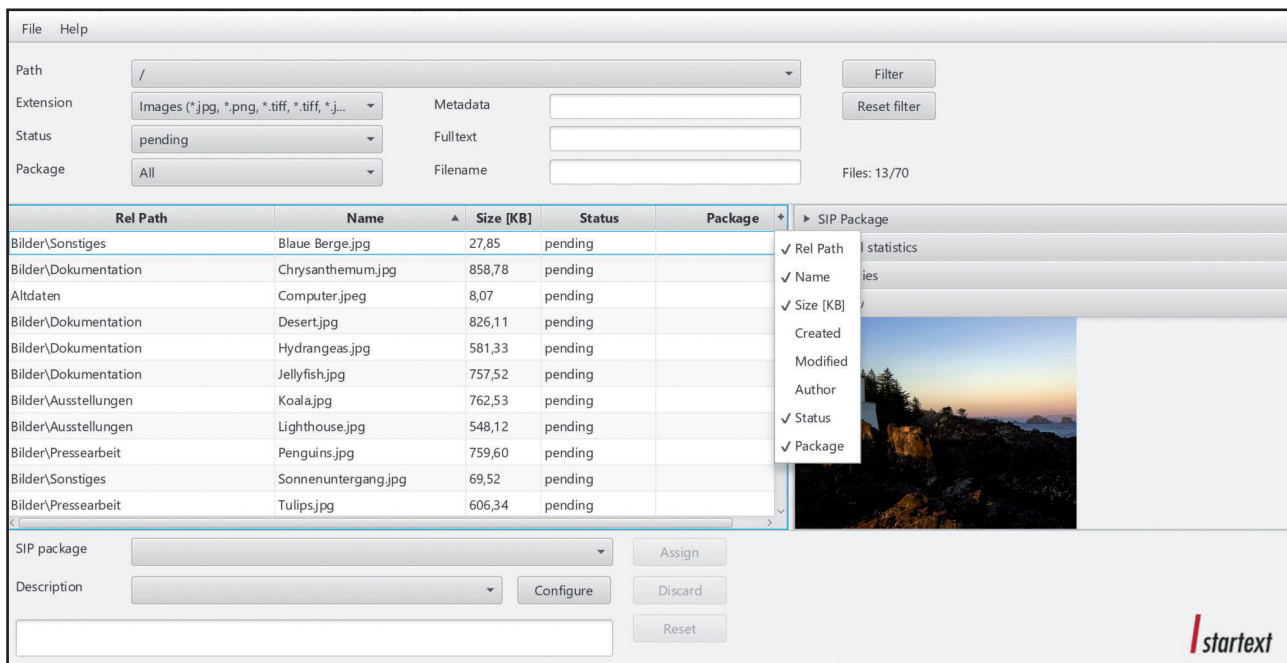 File Help
Path / Filter
Extension Images (*.jpg, *.png, *.tiff, *.tiff, *.j... Metadata Reset filter
Status pending Fulltext
Package All Filename Files: 13/70
Rel Path Name Size [KB] Status Package + SIP Package
Bilder\Sonstiges Blaue Berge.jpg 27,85 pending ✓ Rel Path l statistics
Bilder\Dokumentation Chrysanthemum.jpg 858,78 pending ✓ Name ies
Altdaten Computer.jpeg 8,07 pending ✓ Size [KB]
Bilder\Dokumentation Desert.jpg 826,11 pending Created
Bilder\Dokumentation Hydrangeas.jpg 581,33 pending Modified
Bilder\Dokumentation Jellyfish.jpg 757,52 pending Author
Bilder\Ausstellungen Koala.jpg 762,53 pending
Bilder\Ausstellungen Lighthouse.jpg 548,12 pending ✓ Status
Bilder\Pressearbeit Penguins.jpg 759,60 pending ✓ Package
Bilder\Sonstiges Sonnenuntergang.jpg 69,52 pending
Bilder\Pressearbeit Tulips.jpg 606,34 pending
SIP package Assign
Description Configure Discard
Reset
startext